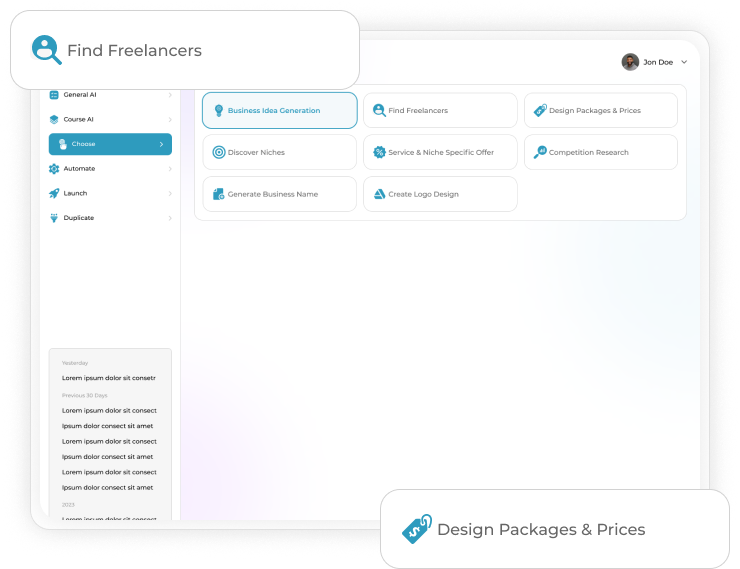 Find Freelancers
Jon Doe
General AI
Course AI
Choose
Automate
Launch
Duplicate
Business Idea Generation
Find Freelancers
Design Packages & Prices
Discover Niches
Service & Niche Specific Offer
Competition Research
Generate Business Name
Create Logo Design
Yesterday
Lorem ipsum dolor sit consetr
Previous 30 Days
Lorem ipsum dolor sit consect
Ipsum dolor consect sit amet
Lorem ipsum dolor sit consect
Ipsum dolor consect sit amet
Lorem ipsum dolor sit consect
Ipsum dolor consect sit amet
2023
Lorem ipsum dolor sit consect
Design Packages & Prices